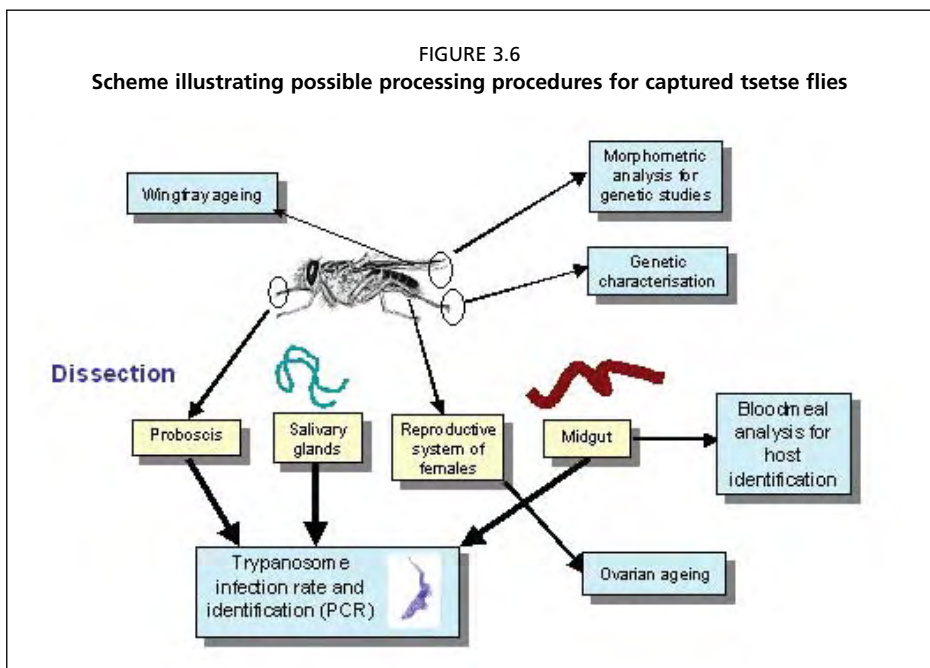 FIGURE 3.6
Scheme illustrating possible processing procedures for captured tsetse flies
Wingfray ageing
Morphometric
analysis for
genetic studies
Genetic
characterisation
Dissection
Proboscis
Salivary
glands
Reproductive
system of
females
Midgut
Bloodmeal
analysis for
host
identification
Trypanosome
infection rate and
identification (PCR)
Ovarian ageing